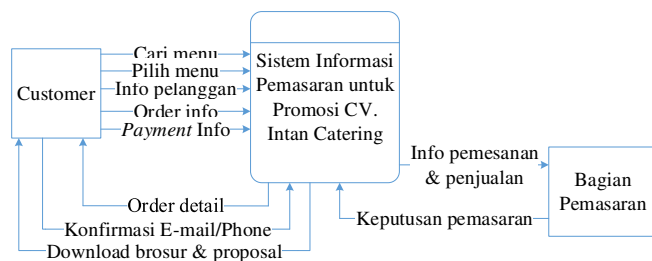 Cari menu
Pilih menu
Info pelanggan
Order info
Payment Info
Customer
Sistem Informasi
Pemasaran untuk
Promosi CV.
Intan Catering
Info pemesanan
& penjualan
Bagian
Pemasaran
Keputusan pemasaran
Order detail
Konfirmasi E-mail/Phone
Download brosur & proposal